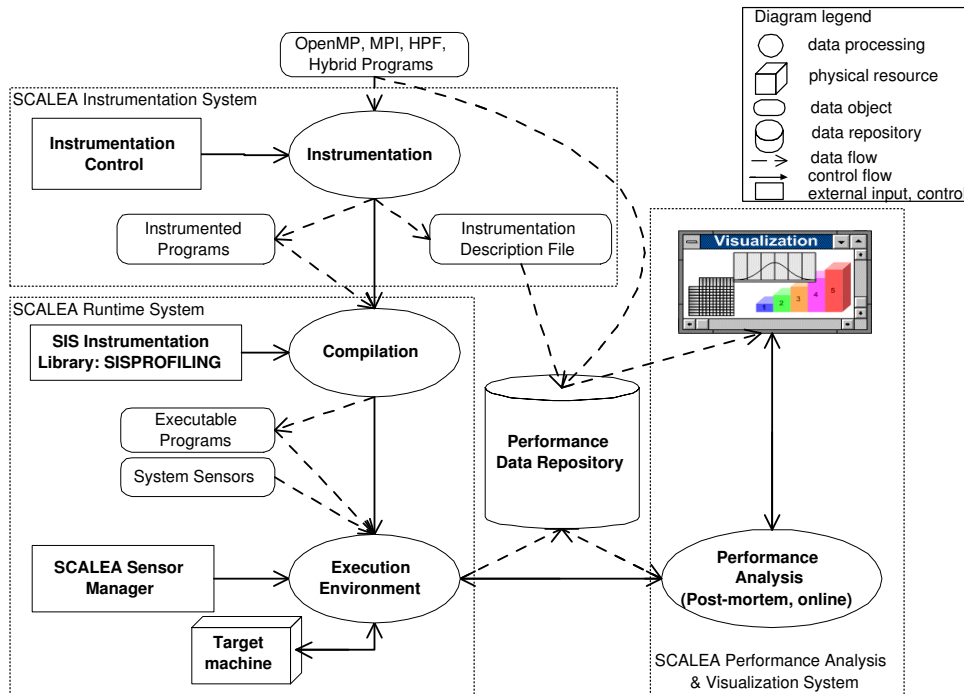 OpenMP, MPI, HPF,
Hybrid Programs
Diagram legend
data processing
physical resource
data object
data repository
data flow
control flow
external input, control
SCALEA Instrumentation System
Instrumentation
Control
Instrumentation
Instrumented
Programs
Instrumentation
Description File
Visualization
1
2
3
4
5
SCALEA Runtime System
SIS Instrumentation
Library: SISPROFILING
Compilation
Executable
Programs
System Sensors
Performance
Data Repository
SCALEA Sensor
Manager
Execution
Environment
Performance
Analysis
(Post-mortem, online)
Target
machine
SCALEA Performance Analysis
& Visualization System